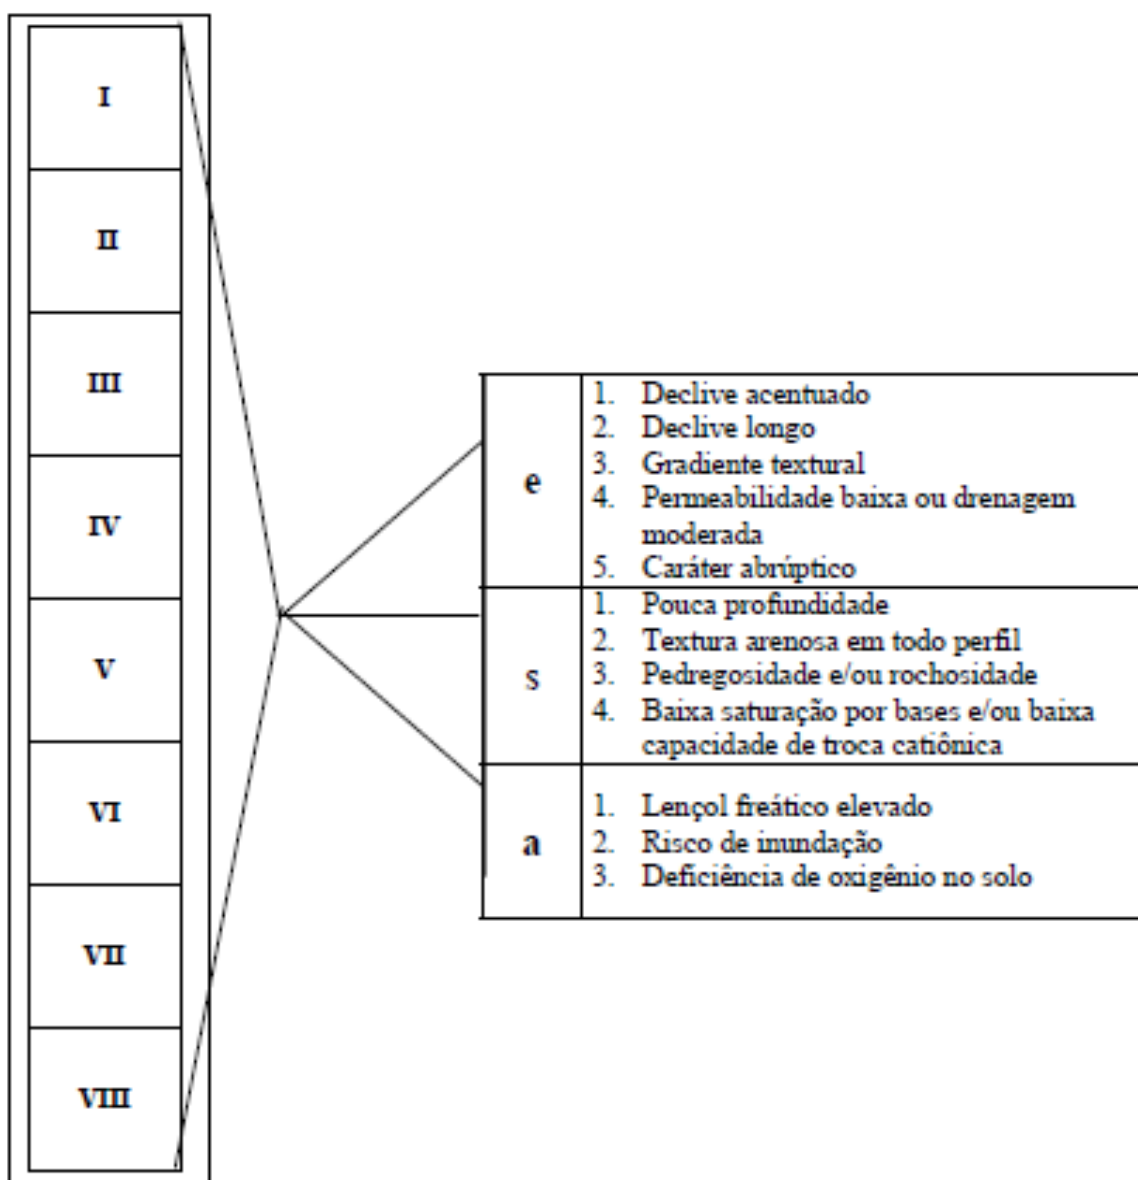 I
II
III
IV
V
VI
VII
VIII
e
1. Declive acentuado
2. Declive longo
3. Gradiente textural
4. Permeabilidade baixa ou drenagem
moderada
5. Caráter abrúptico
s
1. Pouca profundidade
2. Textura arenosa em todo perfil
3. Pedregosidade e/ou rochosidade
4. Baixa saturação por bases e/ou baixa
capacidade de troca catiônica
a
1. Lençol freático elevado
2. Risco de inundação
3. Deficiência de oxigênio no solo